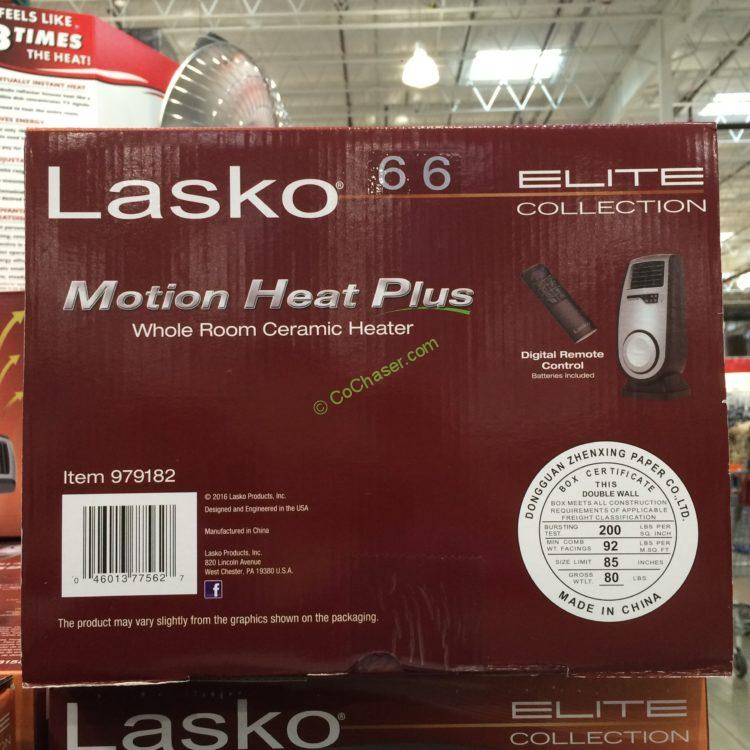 FEELS LIKE
3 TIMES
THE HEAT!
Lasko®
66
ELITE
COLLECTION
Motion Heat Plus
Whole Room Ceramic Heater
Digital Remote
Control
Batteries Included
© CoChaser.com
Item 979182
0 46013 77562 7
© 2016 Lasko Products, Inc.
Designed and Engineered in the USA
Manufactured in China
Lasko Products, Inc.
820 Lincoln Avenue
West Chester, PA 19380 U.S.A.
f
The product may vary slightly from the graphics shown on the packaging.
DONGGUAN ZHENXING PAPER CO.,LTD.
BOX CERTIFICATE
THIS
DOUBLE WALL
BOX MEETS ALL CONSTRUCTION
REQUIREMENTS OF APPLICABLE
FREIGHT CLASSIFICATION
BURSTING TEST 200 LBS PER SQ. INCH
MIN COMB WT. FACINGS 92 LBS PER M.SQ. FT
SIZE LIMIT 85 INCHES
GROSS WTLT. 80 LBS.
MADE IN CHINA
Lasko®
ELITE
COLLECTION